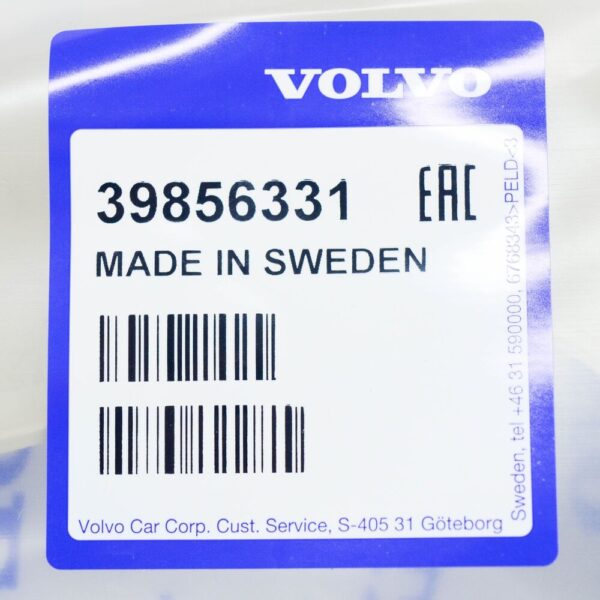 VOLVO
39856331 EAC
MADE IN SWEDEN
Volvo Car Corp. Cust. Service, S-405 31 Göteborg
Sweden, tel +46 31 590000, 6768343>PELD<3